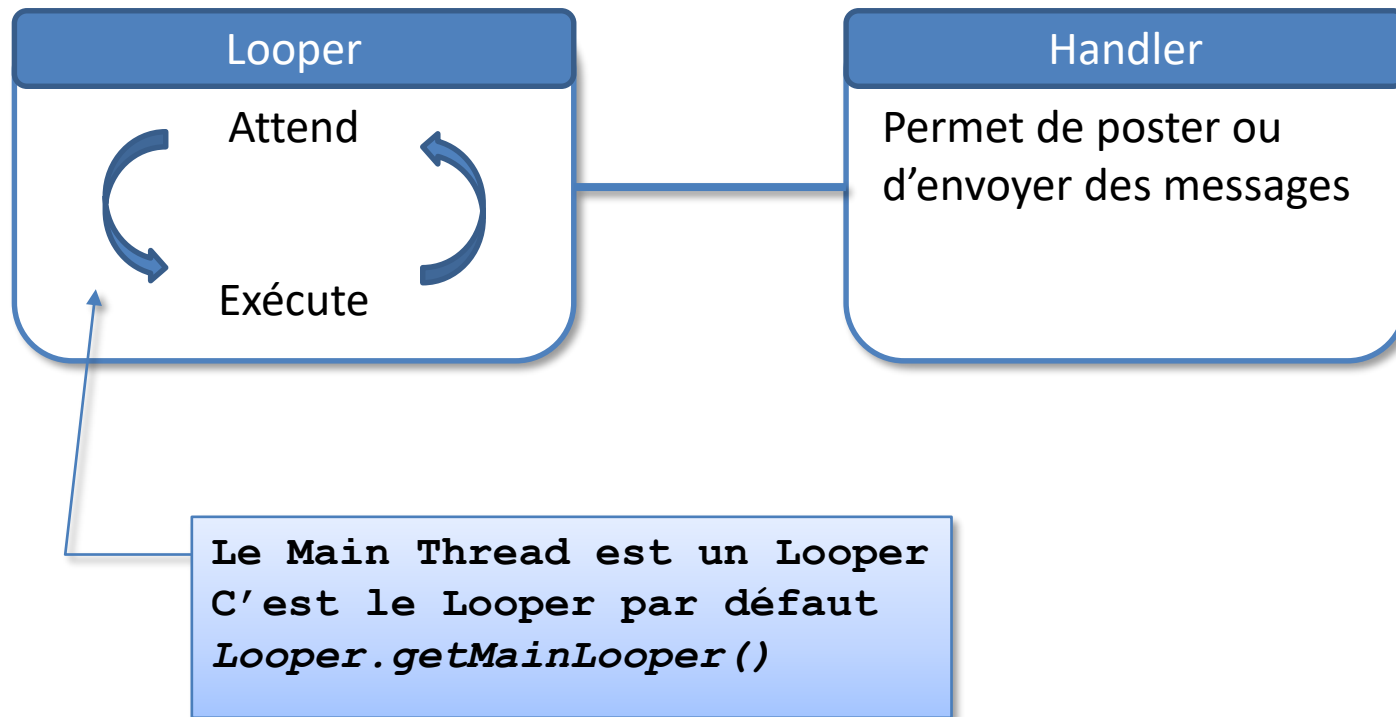 Looper
Attend
Exécute
Handler
Permet de poster ou
d’envoyer des messages
Le Main Thread est un Looper
C’est le Looper par défaut
Looper.getMainLooper()